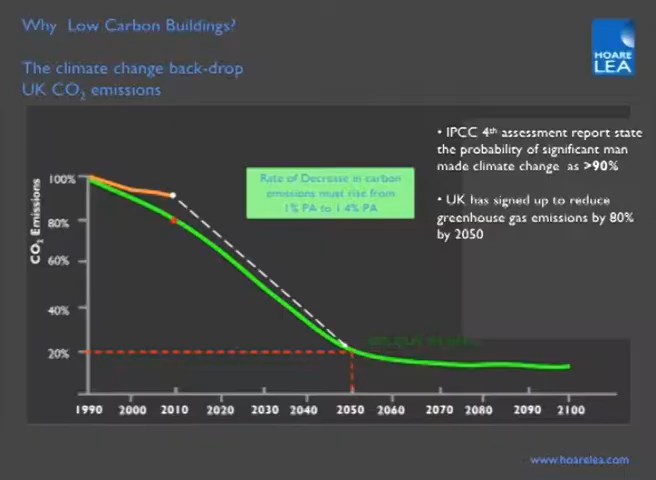 Why Low Carbon Buildings?
HOARE
LEA
The climate change back-drop
UK CO₂ emissions
• IPCC 4th assessment report state
the probability of significant man
made climate change as >90%
• UK has signed up to reduce
greenhouse gas emissions by 80%
by 2050
Rate of Decrease in carbon
emissions must rise from
1% PA to 1.4% PA
CO₂ Emissions
100%
80%
60%
40%
20%
1990 2000 2010 2020 2030 2040 2050 2060 2070 2080 2090 2100
www.hoarelea.com